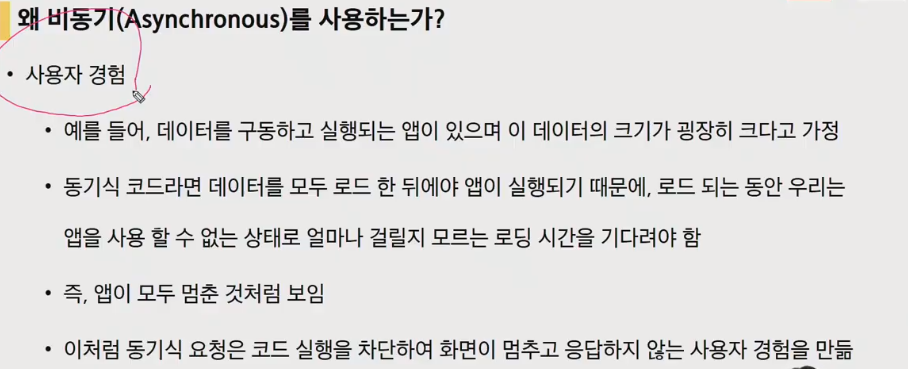 왜 비동기(Asynchronous)를 사용하는가?
• 사용자 경험
• 예를 들어, 데이터를 구동하고 실행되는 앱이 있으며 이 데이터의 크기가 굉장히 크다고 가정
• 동기식 코드라면 데이터를 모두 로드 한 뒤에야 앱이 실행되기 때문에, 로드 되는 동안 우리는
앱을 사용 할 수 없는 상태로 얼마나 걸릴지 모르는 로딩 시간을 기다려야 함
• 즉, 앱이 모두 멈춘 것처럼 보임
• 이처럼 동기식 요청은 코드 실행을 차단하여 화면이 멈추고 응답하지 않는 사용자 경험을 만듦